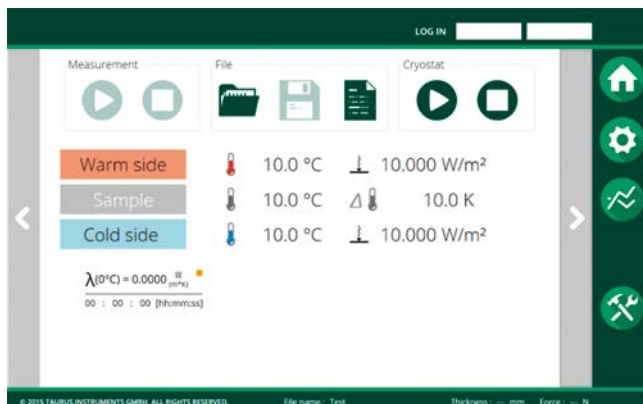 LOG IN
Measurement File Cryostat
Warm side 10.0 °C 10.000 W/m²
Sample 10.0 °C Δ 10.0 K
Cold side 10.0 °C 10.000 W/m²
λ(0°C) = 0.0000 W/(m*K)
00 : 00 : 00 [hh:mm:ss]
© 2015 TAURUS INSTRUMENTS GMBH. ALL RIGHTS RESERVED. File name : Test Thickness : --- mm Force : --- N